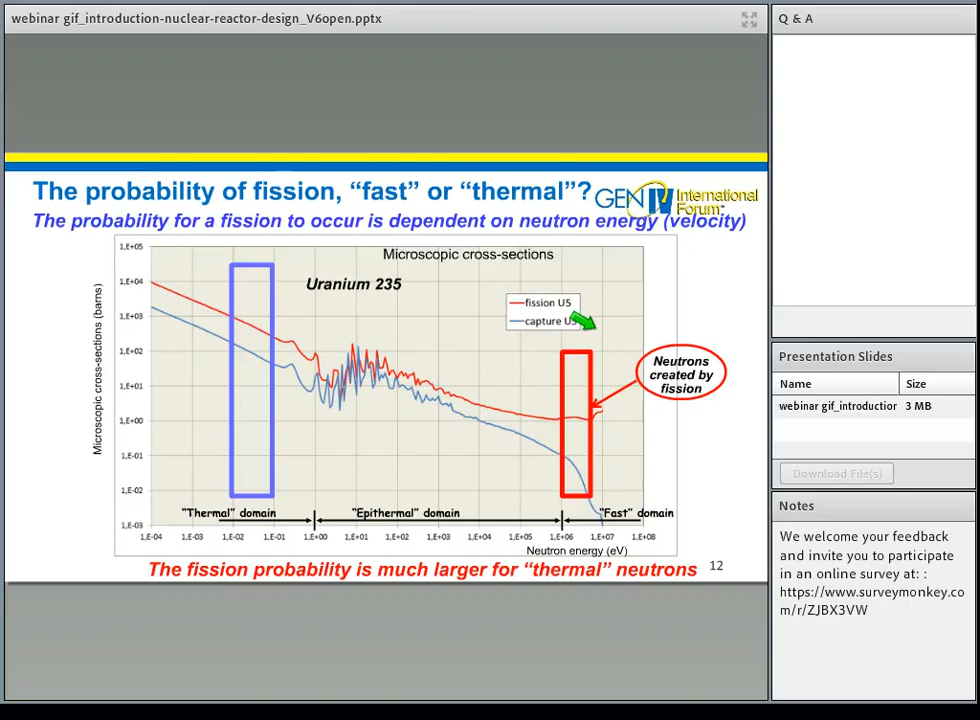 webinar gif_introduction-nuclear-reactor-design_V6open.pptx
The probability of fission, “fast” or “thermal”?
GEN IV International Forum
The probability for a fission to occur is dependent on neutron energy (velocity)
Microscopic cross-sections
Uranium 235
fission U5
capture U5
Microscopic cross-sections (barns)
1,E+05
1,E+04
1,E+03
1,E+02
1,E+01
1,E+00
1,E-01
1,E-02
1,E-03
Neutrons
created by
fission
“Thermal” domain
“Epithermal” domain
“Fast” domain
1,E-04 1,E-03 1,E-02 1,E-01 1,E+00 1,E+01 1,E+02 1,E+03 1,E+04 1,E+05 1,E+06 1,E+07 1,E+08
Neutron energy (eV)
The fission probability is much larger for “thermal” neutrons
12
Q & A
Presentation Slides
Name Size
webinar gif_introduction 3 MB
Download File(s)
Notes
We welcome your feedback
and invite you to participate
in an online survey at: :
https://www.surveymonkey.co
m/r/ZJBX3VW